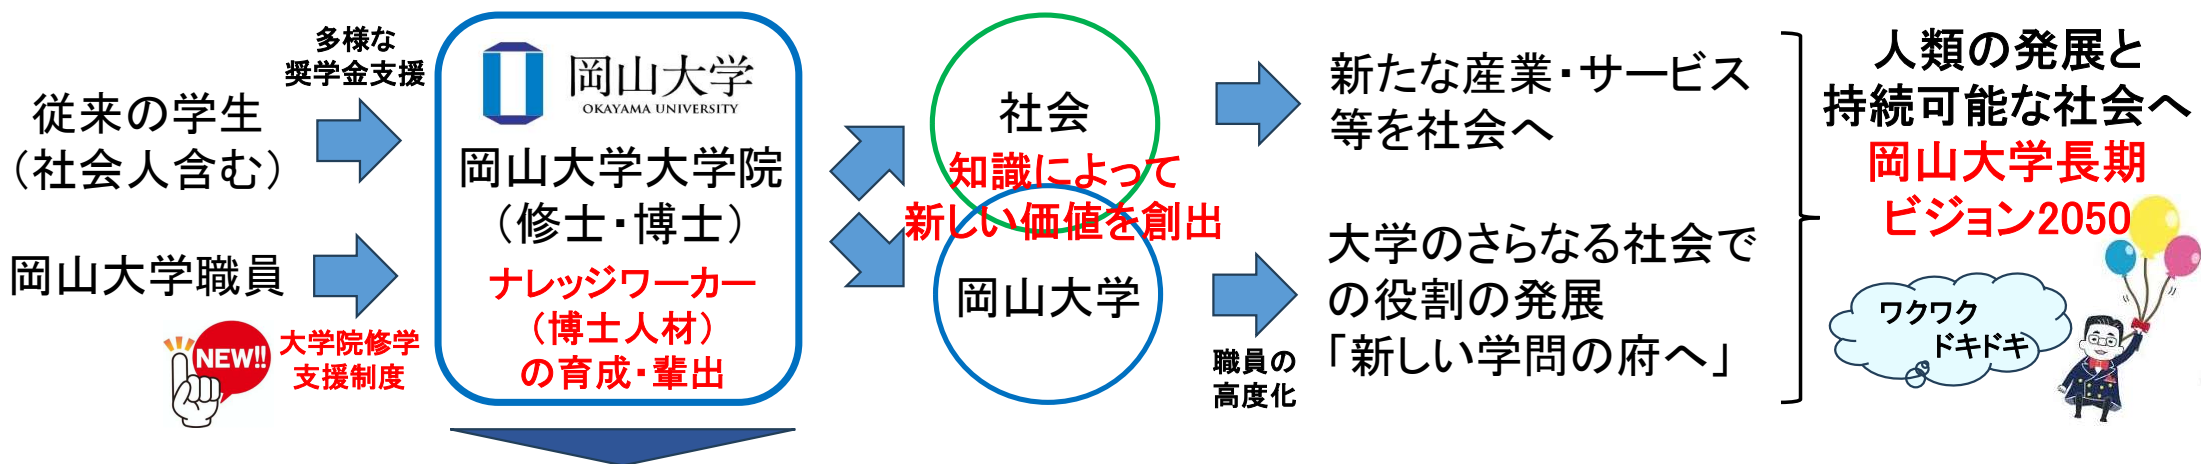 従来の学生
（社会人含む）
多様な
奨学金支援
岡山大学職員
NEW!!
大学院修学
支援制度
岡山大学
OKAYAMA UNIVERSITY
岡山大学大学院
（修士・博士）
ナレッジワーカー
（博士人材）
の育成・輩出
社会
知識によって
新しい価値を創出
岡山大学
新たな産業・サービス
等を社会へ
職員の
高度化
大学のさらなる社会で
の役割の発展
「新しい学問の府へ」
人類の発展と
持続可能な社会へ
岡山大学長期
ビジョン2050
ワクワク
ドキドキ